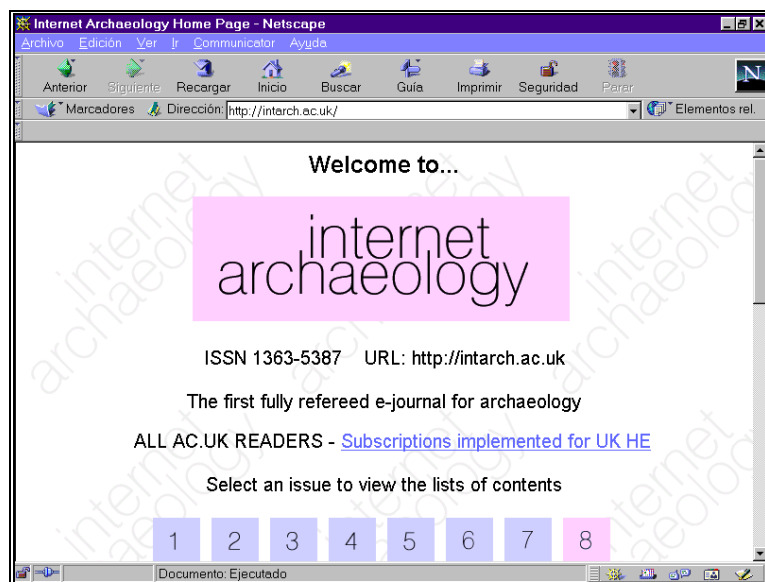 Internet Archaeology Home Page - Netscape
Archivo Edición Ver Ir Communicator Ayuda
Anterior Siguiente Recargar Inicio Buscar Guía Imprimir Seguridad Parar
N
Marcadores Dirección: http://intarch.ac.uk/ Elementos rel.
Welcome to...
internet
archaeology
ISSN 1363-5387 URL: http://intarch.ac.uk
The first fully refereed e-journal for archaeology
ALL AC.UK READERS - Subscriptions implemented for UK HE
Select an issue to view the lists of contents
1 2 3 4 5 6 7 8
Documento: Ejecutado